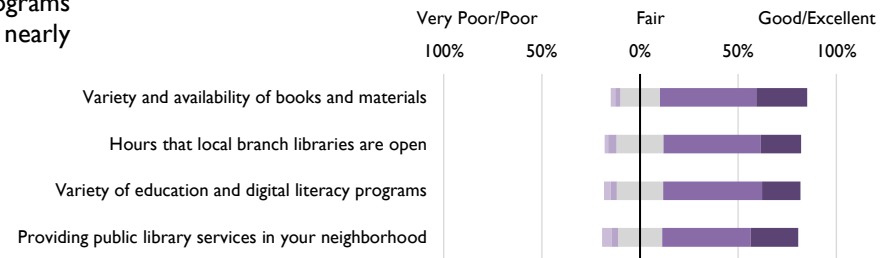 ograms
nearly
Very Poor/Poor Fair Good/Excellent
100% 50% 0% 50% 100%
Variety and availability of books and materials
Hours that local branch libraries are open
Variety of education and digital literacy programs
Providing public library services in your neighborhood